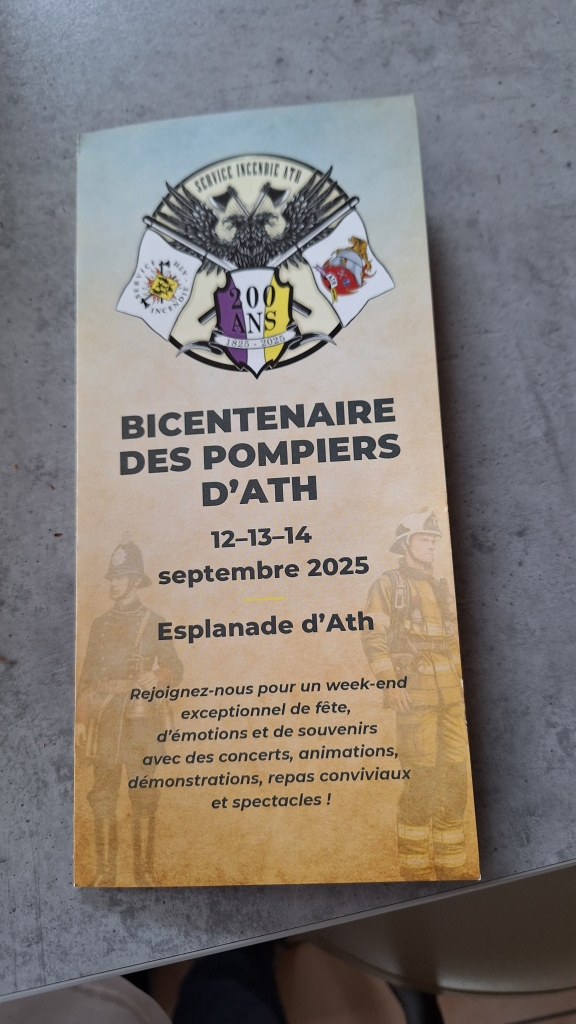 SERVICE INCENDIE ATH
200
ANS
1825 - 2025
BICENTENAIRE
DES POMPIERS
D'ATH
12–13–14
septembre 2025
Esplanade d'Ath
Rejoignez-nous pour un week-end
exceptionnel de fête,
d'émotions et de souvenirs
avec des concerts, animations,
démonstrations, repas conviviaux
et spectacles !